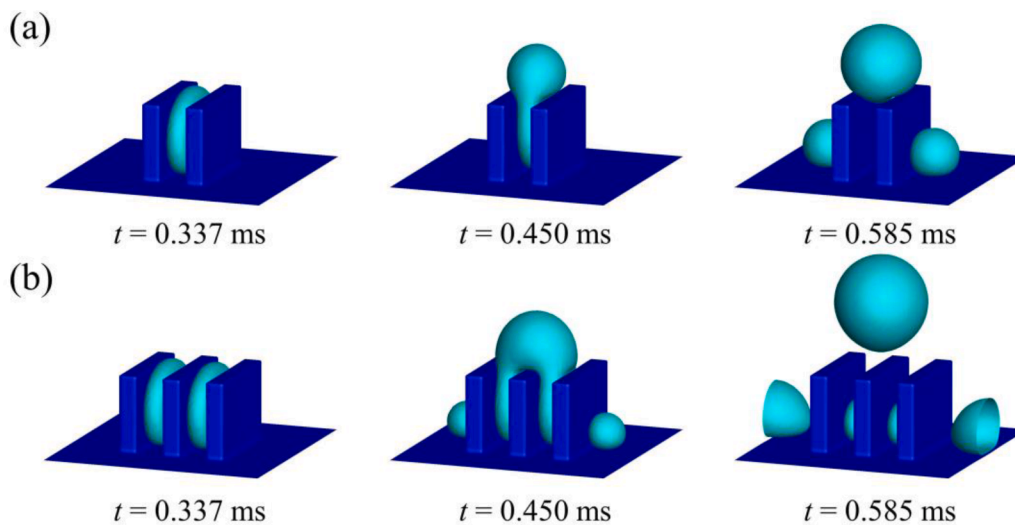 (a)
t = 0.337 ms
t = 0.450 ms
t = 0.585 ms
(b)
t = 0.337 ms
t = 0.450 ms
t = 0.585 ms